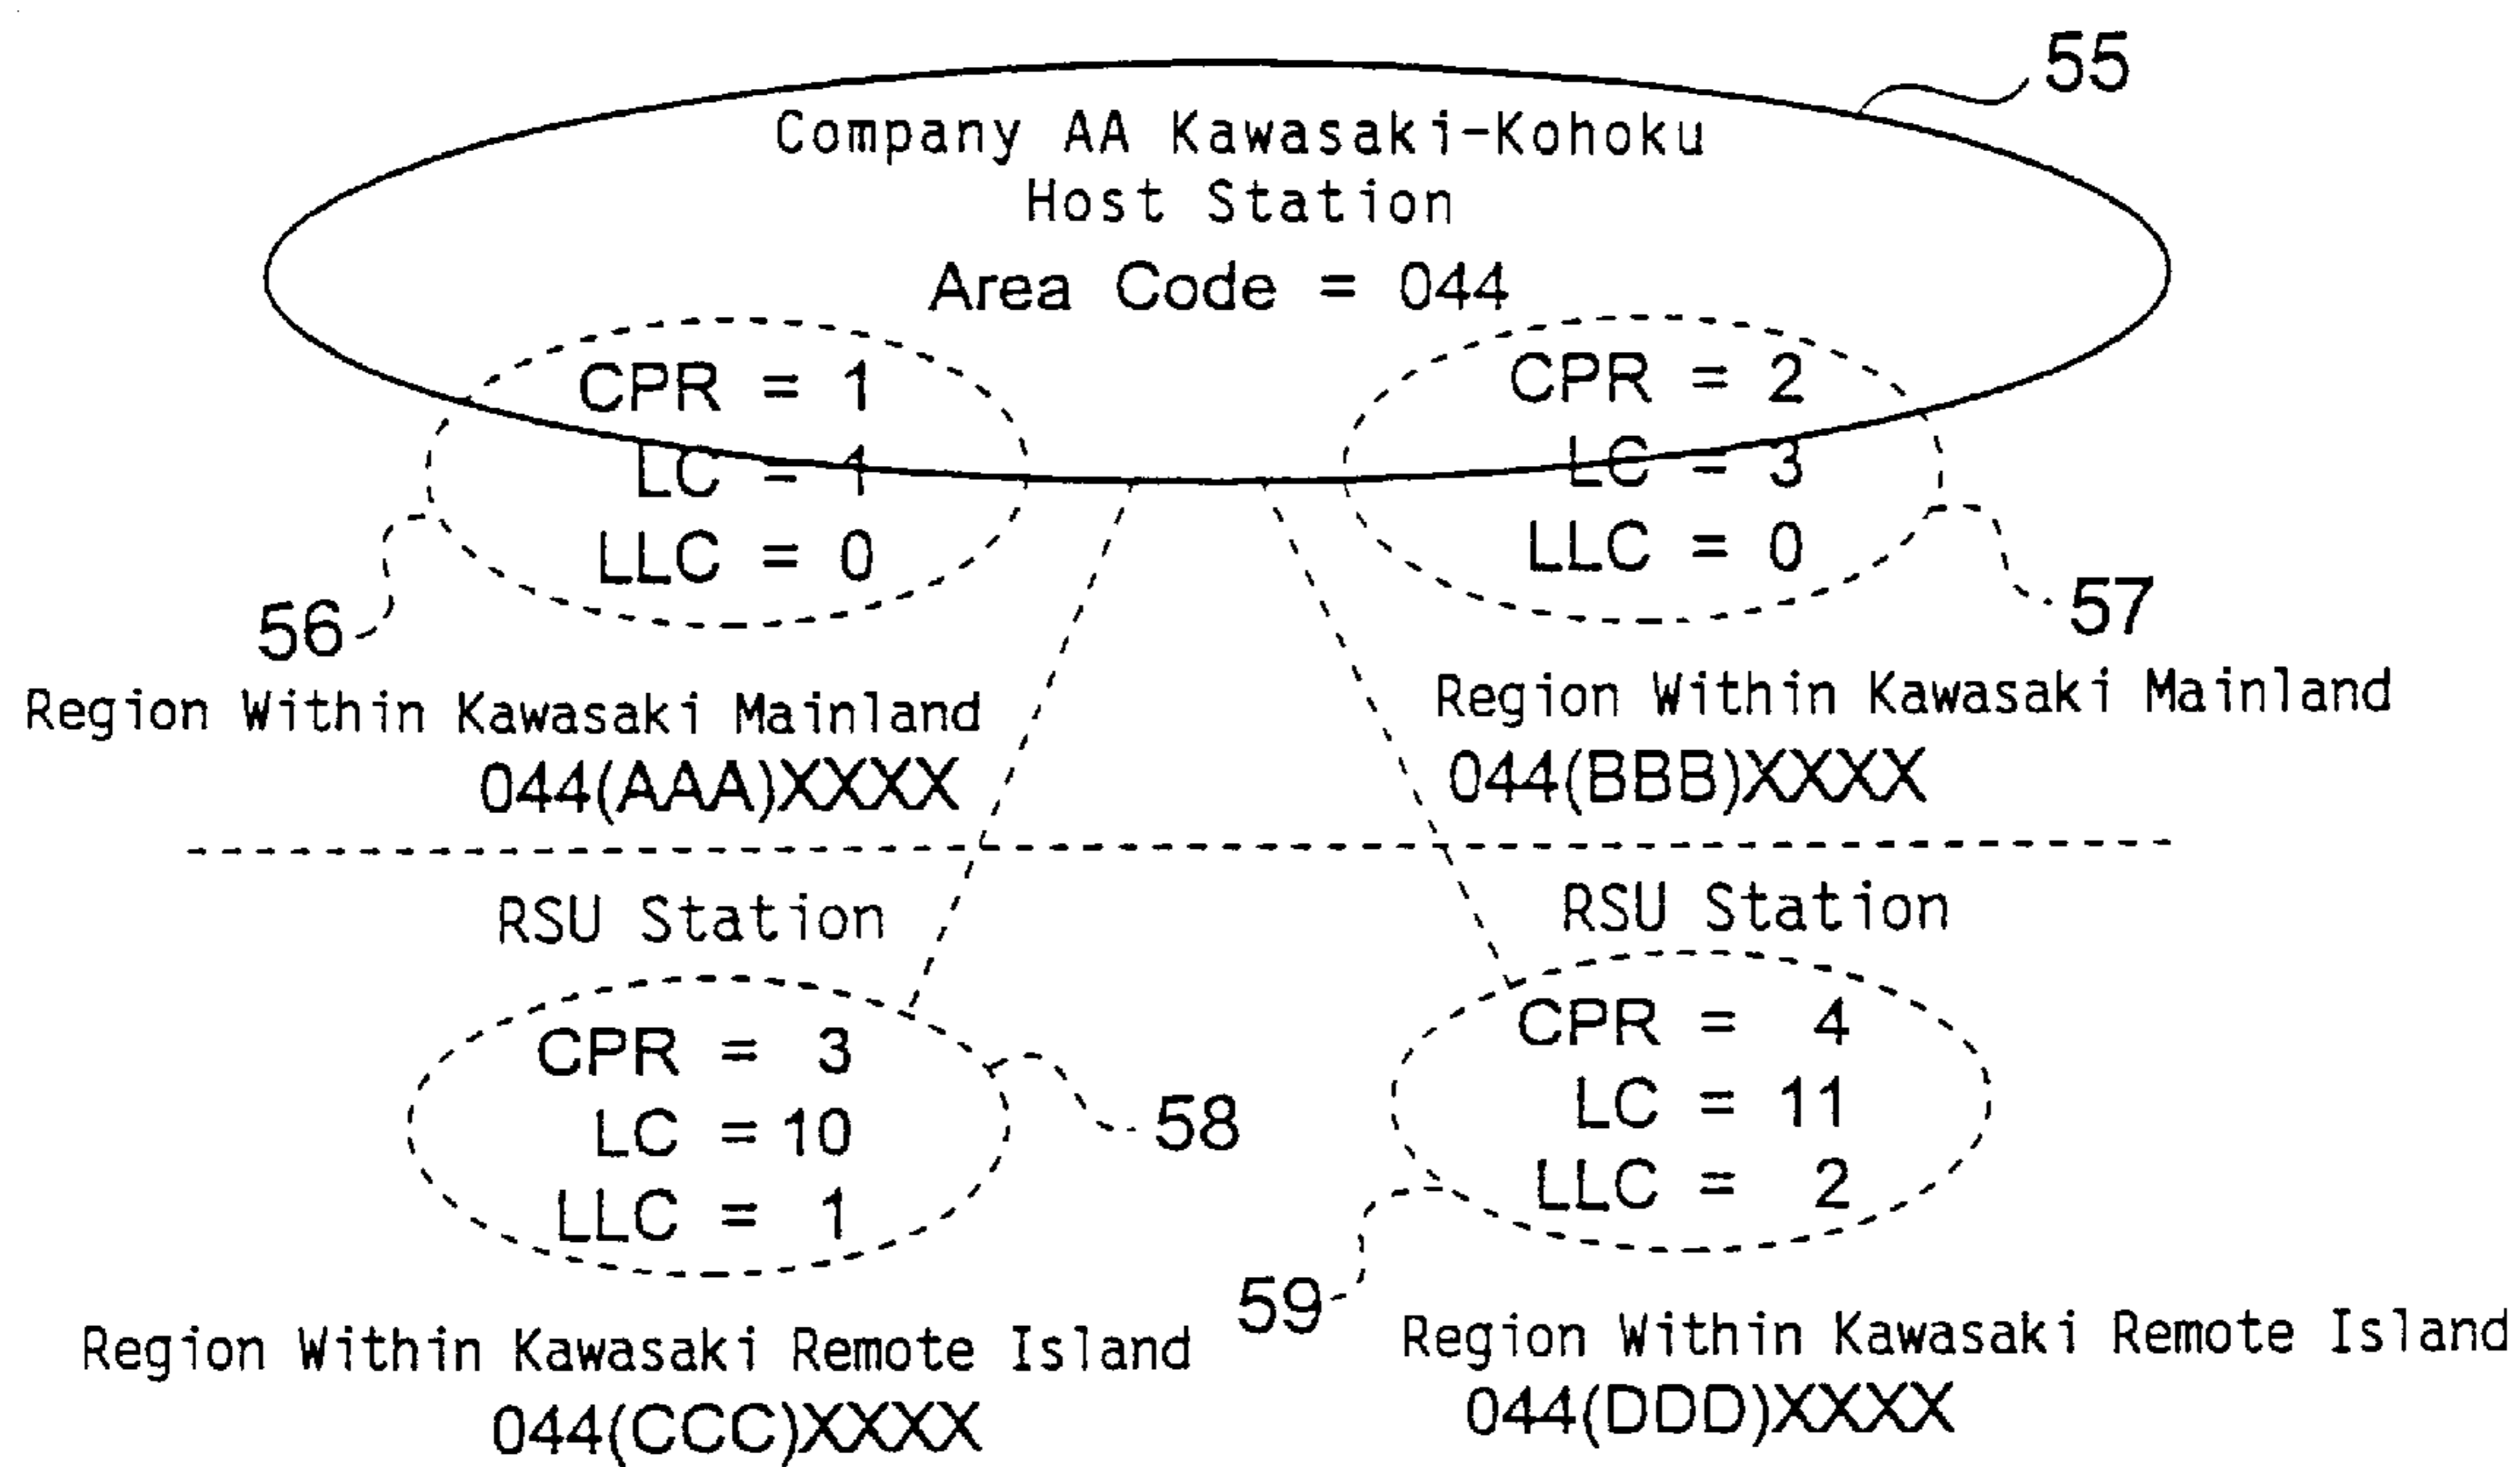 55
Company AA Kawasaki-Kohoku
Host Station
Area Code = 044
CPR = 1
LC = 1
LLC = 0
56
CPR = 2
LC = 3
LLC = 0
57
Region Within Kawasaki Mainland
044(AAA)XXXX
Region Within Kawasaki Mainland
044(BBB)XXXX
RSU Station
CPR = 3
LC = 10
LLC = 1
58
RSU Station
CPR = 4
LC = 11
LLC = 2
59
Region Within Kawasaki Remote Island
044(CCC)XXXX
Region Within Kawasaki Remote Island
044(DDD)XXXX